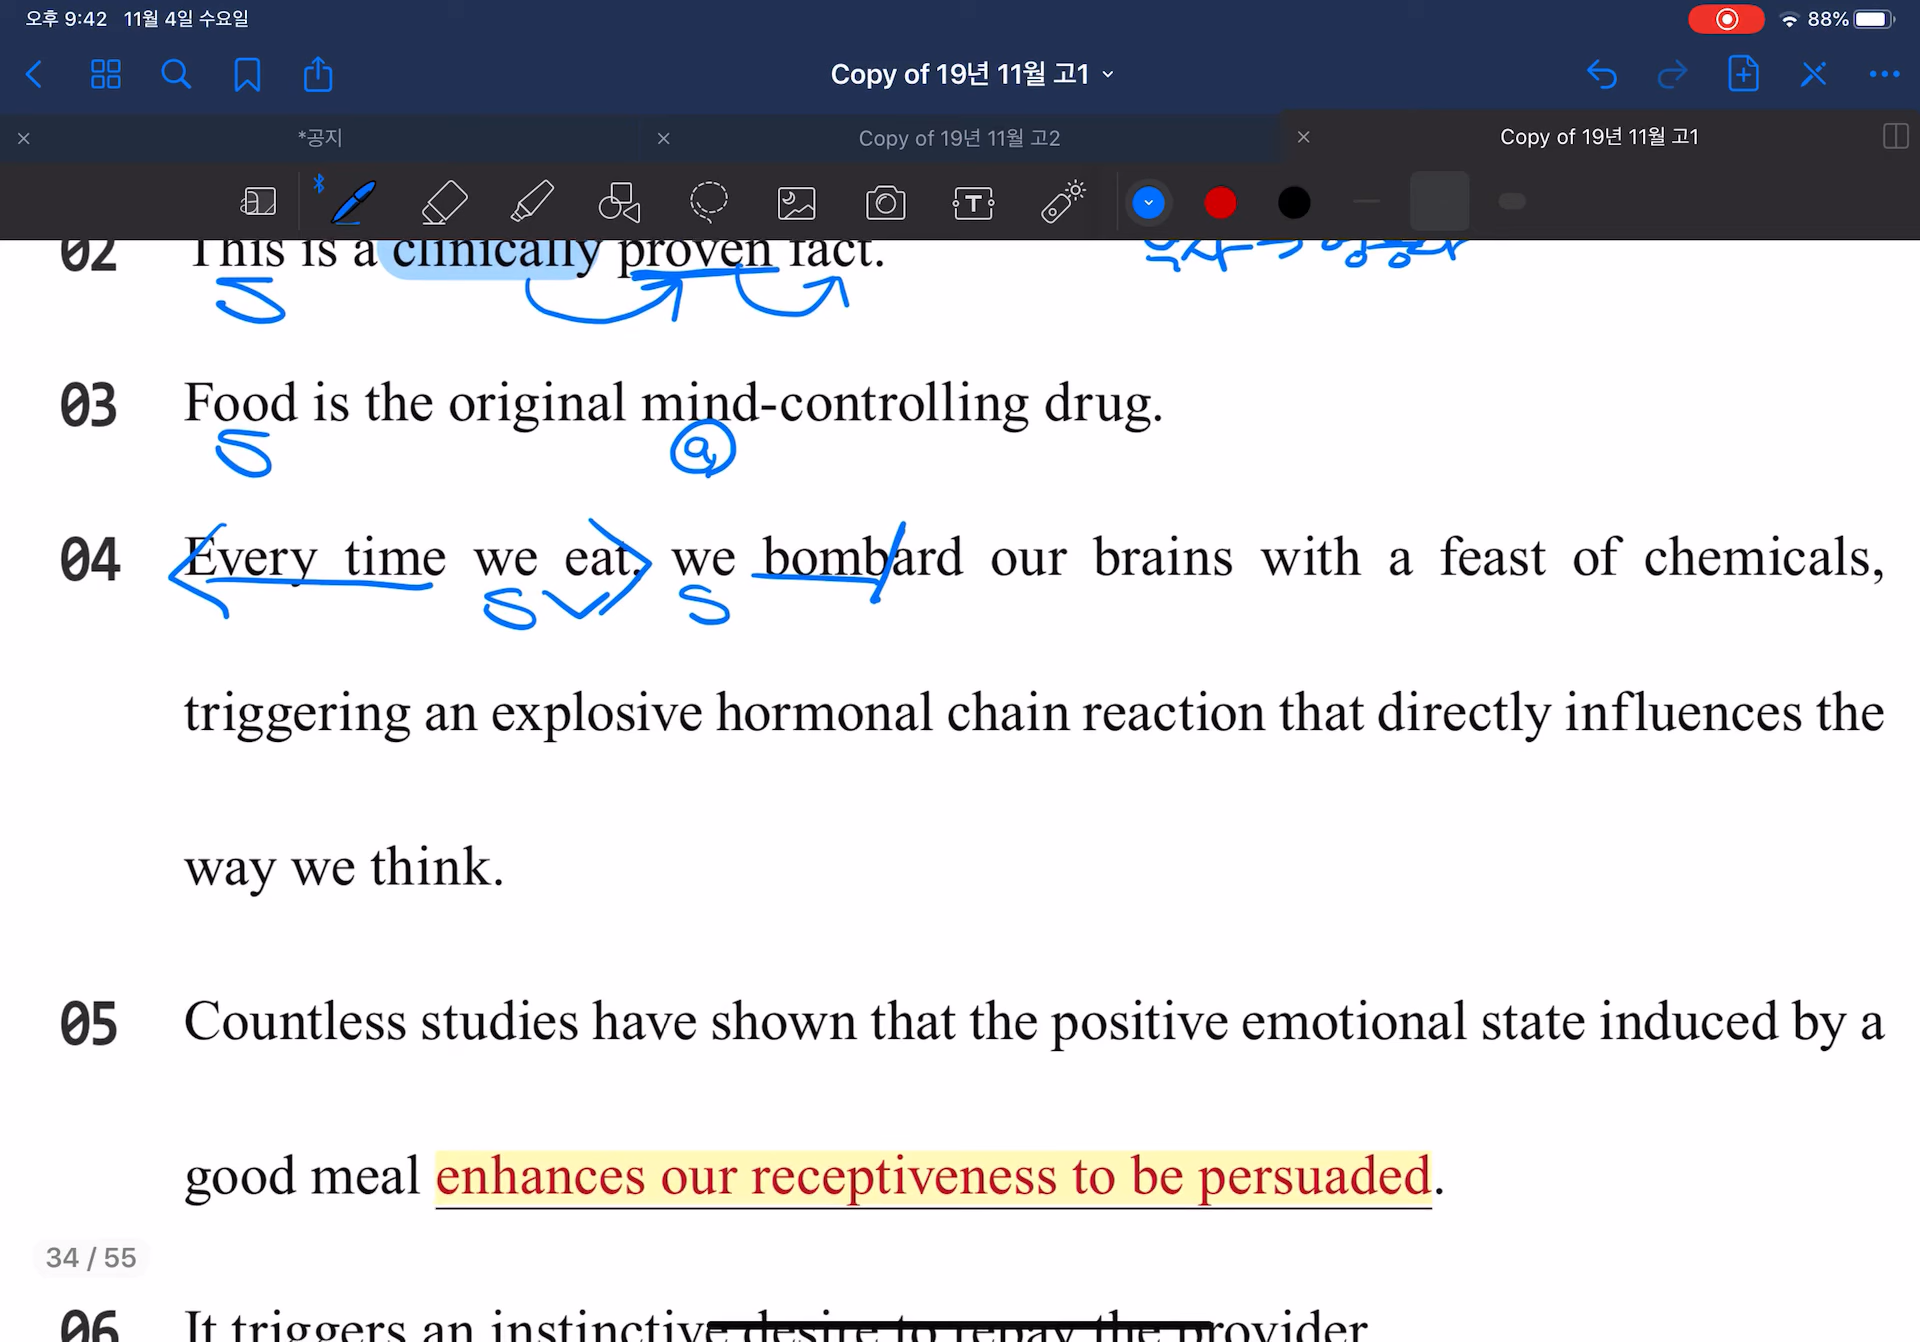 오후 9:42 11월 4일 수요일 88%
Copy of 19년 11월 고1
*공지 Copy of 19년 11월 고2 Copy of 19년 11월 고1
02 This is a clinically proven fact.
S
03 Food is the original mind-controlling drug.
S a
04 Every time we eat, we bombard our brains with a feast of chemicals,
S V S
triggering an explosive hormonal chain reaction that directly influences the
way we think.
05 Countless studies have shown that the positive emotional state induced by a
good meal enhances our receptiveness to be persuaded.
34 / 55
06 It triggers an instinctive desire to repay the provider